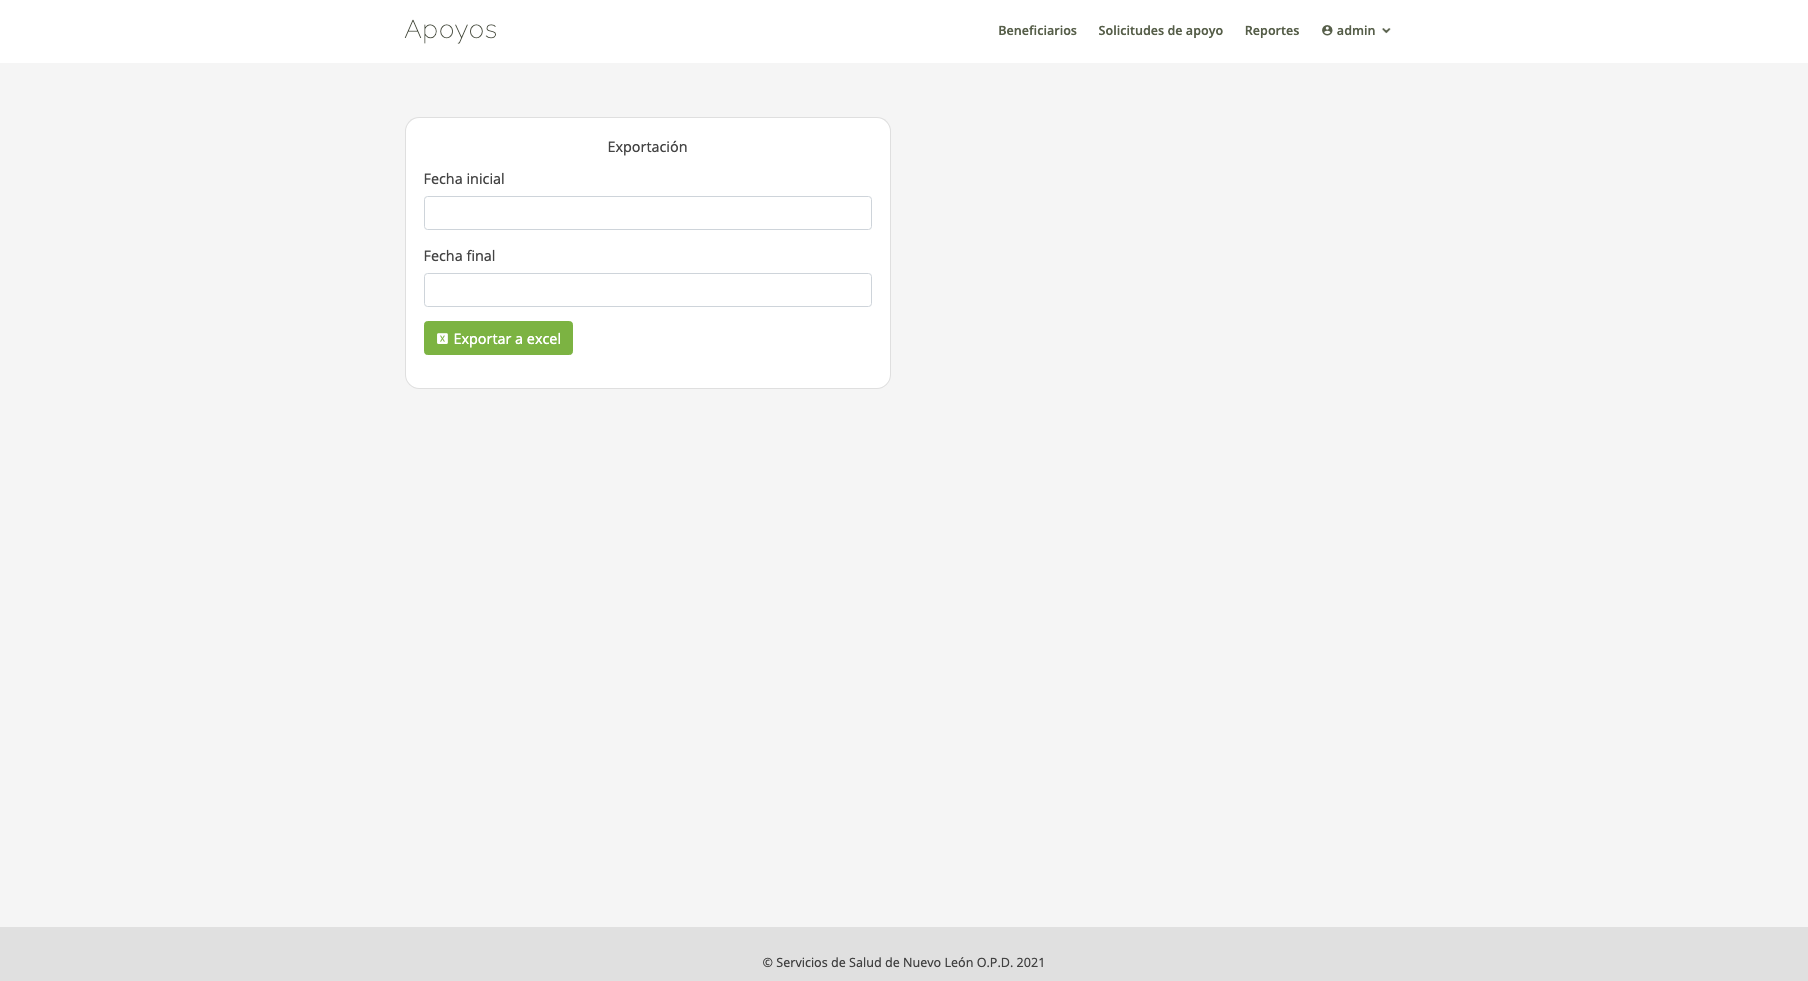 Apoyos
Beneficiarios Solicitudes de apoyo Reportes admin
Exportación
Fecha inicial
Fecha final
Exportar a excel
© Servicios de Salud de Nuevo León O.P.D. 2021